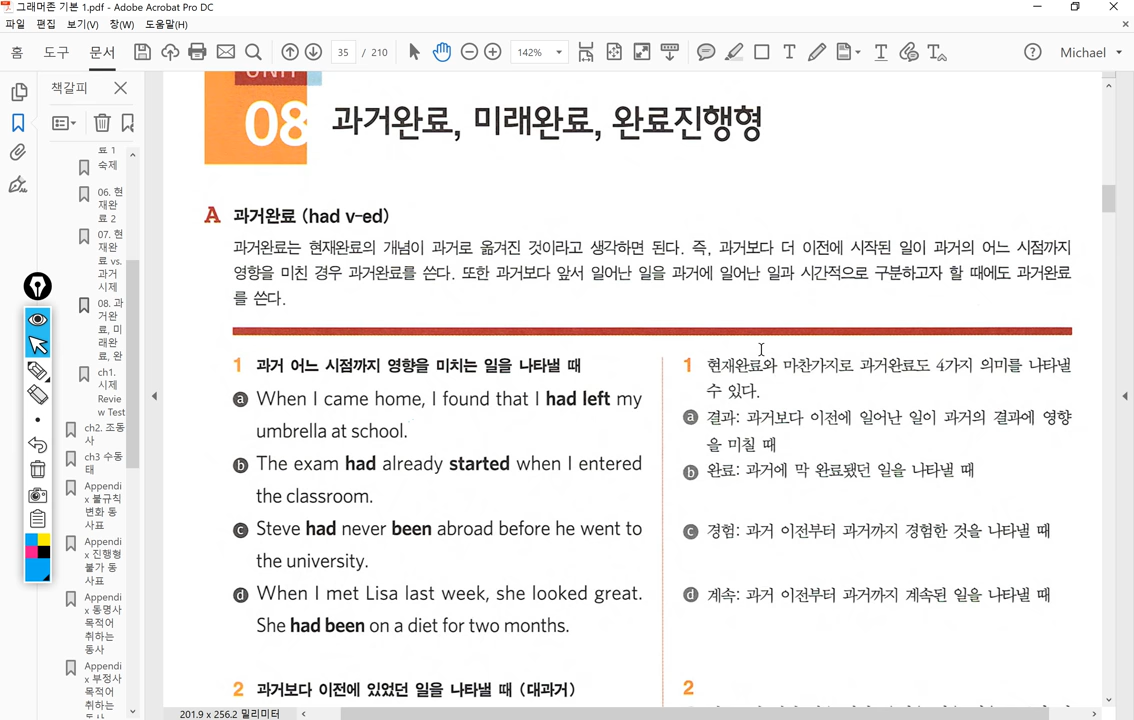 그래머존 기본 1.pdf - Adobe Acrobat Pro DC
파일 편집 보기(V) 창(W) 도움말(H)
홈 도구 문서 35 / 210 142% Michael
책갈피
료 1
숙제
06. 현
재완
료 2
07. 현
재완
료 vs.
과거
시제
08. 과
거완
료, 미
래완
료, 완
ch1.
시제
Revie
w Test
ch2. 조동
사
ch3 수동
태
Appendi
x 불규칙
변화 동
사표
Appendi
x 진행형
불가 동
사표
Appendi
x 동명사
목적어
취하는
동사
Appendi
x 부정사
목적어
취하는
UNIT
08 과거완료, 미래완료, 완료진행형
A 과거완료 (had v-ed)
과거완료는 현재완료의 개념이 과거로 옮겨진 것이라고 생각하면 된다. 즉, 과거보다 더 이전에 시작된 일이 과거의 어느 시점까지
영향을 미친 경우 과거완료를 쓴다. 또한 과거보다 앞서 일어난 일을 과거에 일어난 일과 시간적으로 구분하고자 할 때에도 과거완료
를 쓴다.
1 과거 어느 시점까지 영향을 미치는 일을 나타낼 때
ⓐ When I came home, I found that I had left my
umbrella at school.
ⓑ The exam had already started when I entered
the classroom.
ⓒ Steve had never been abroad before he went to
the university.
ⓓ When I met Lisa last week, she looked great.
She had been on a diet for two months.
2 과거보다 이전에 있었던 일을 나타낼 때 (대과거)
1 현재완료와 마찬가지로 과거완료도 4가지 의미를 나타낼
수 있다.
ⓐ 결과: 과거보다 이전에 일어난 일이 과거의 결과에 영향
을 미칠 때
ⓑ 완료: 과거에 막 완료됐던 일을 나타낼 때
ⓒ 경험: 과거 이전부터 과거까지 경험한 것을 나타낼 때
ⓓ 계속: 과거 이전부터 과거까지 계속된 일을 나타낼 때
2
201.9 x 256.2 밀리미터